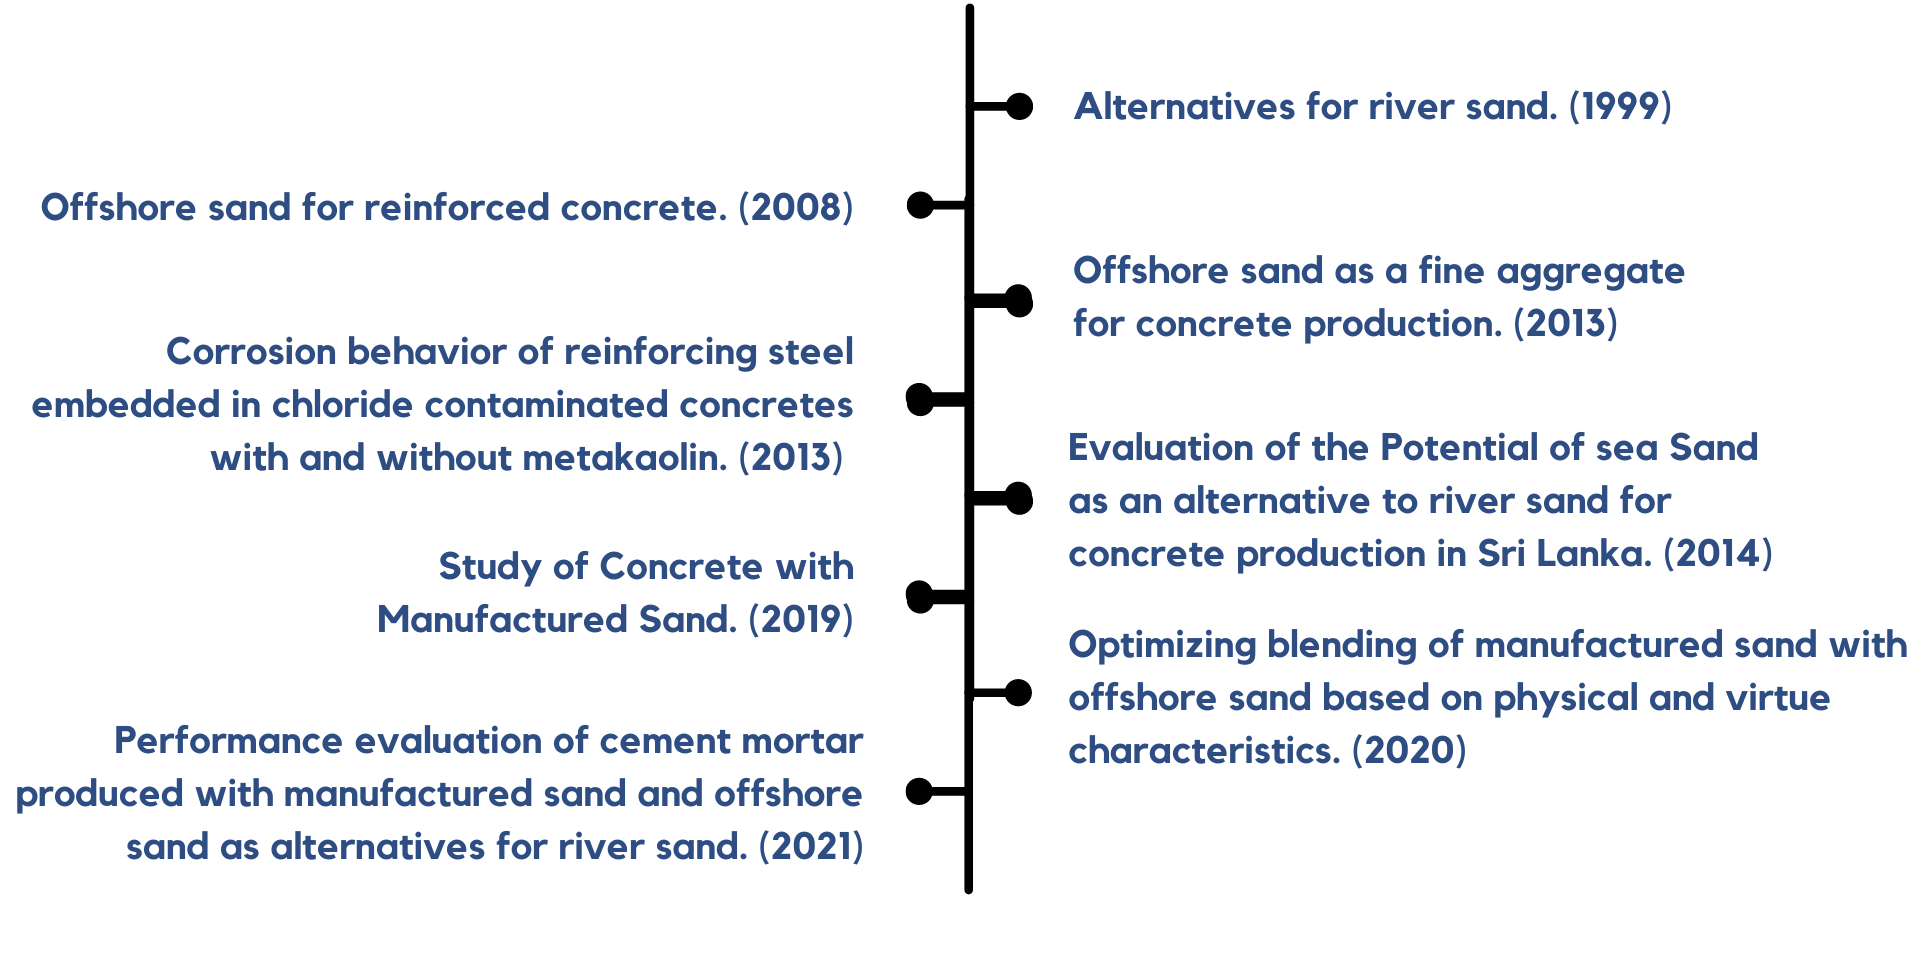 Alternatives for river sand. (1999)
Offshore sand for reinforced concrete. (2008)
Offshore sand as a fine aggregate
for concrete production. (2013)
Corrosion behavior of reinforcing steel
embedded in chloride contaminated concretes
with and without metakaolin. (2013)
Evaluation of the Potential of sea Sand
as an alternative to river sand for
concrete production in Sri Lanka. (2014)
Study of Concrete with
Manufactured Sand. (2019)
Optimizing blending of manufactured sand with
offshore sand based on physical and virtue
characteristics. (2020)
Performance evaluation of cement mortar
produced with manufactured sand and offshore
sand as alternatives for river sand. (2021)